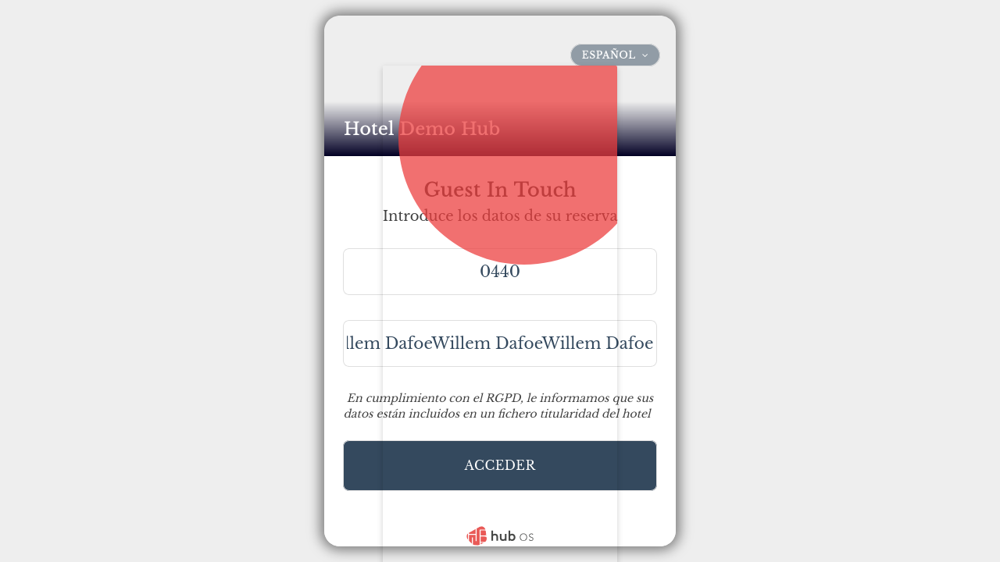 ESPAÑOL
Hotel Demo Hub
Guest In Touch
Introduce los datos de su reserva
0440
llem DafoeWillem DafoeWillem Dafoe
En cumplimiento con el RGPD, le informamos que sus
datos están incluidos en un fichero titularidad del hotel
ACCEDER
hub OS